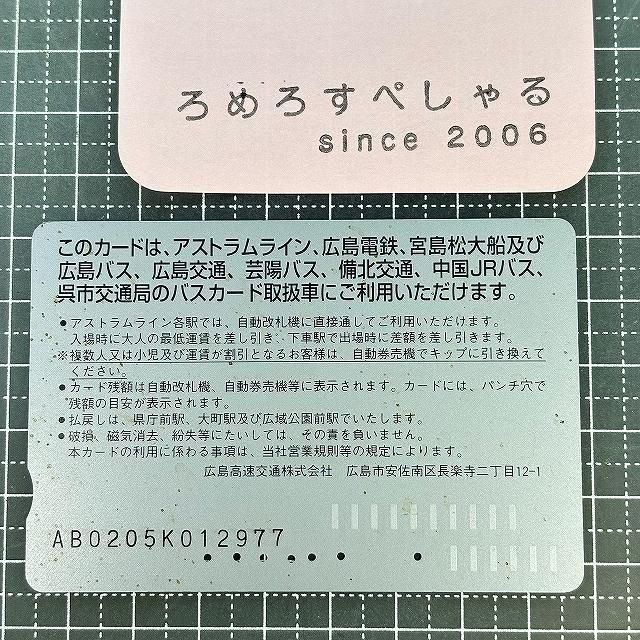 ろめろすぺしゃる
since 2006
このカードは、アストラムライン、広島電鉄、宮島松大船及び
広島バス、広島交通、芸陽バス、備北交通、中国JRバス、
呉市交通局のバスカード取扱車にご利用いただけます。
●アストラムライン各駅では、自動改札機に直接通してご利用いただけます。
入場時に大人の最低運賃を差し引き、下車駅で出場時に差額を差し引きます。
※複数人又は小児及び運賃が割引となるお客様は、自動券売機でキップに引き換えて
ください。
●カード残額は自動改札機、自動券売機等に表示されます。カードには、パンチ穴で
残額の目安が表示されます。
●払戻しは、県庁前駅、大町駅及び広域公園前駅でいたします。
●破損、磁気消去、紛失等にたいしては、その責を負いません。
本カードの利用に係わる事項は、当社営業規則等の規定によります。
広島高速交通株式会社 広島市安佐南区長楽寺二丁目12-1
AB0205K012977